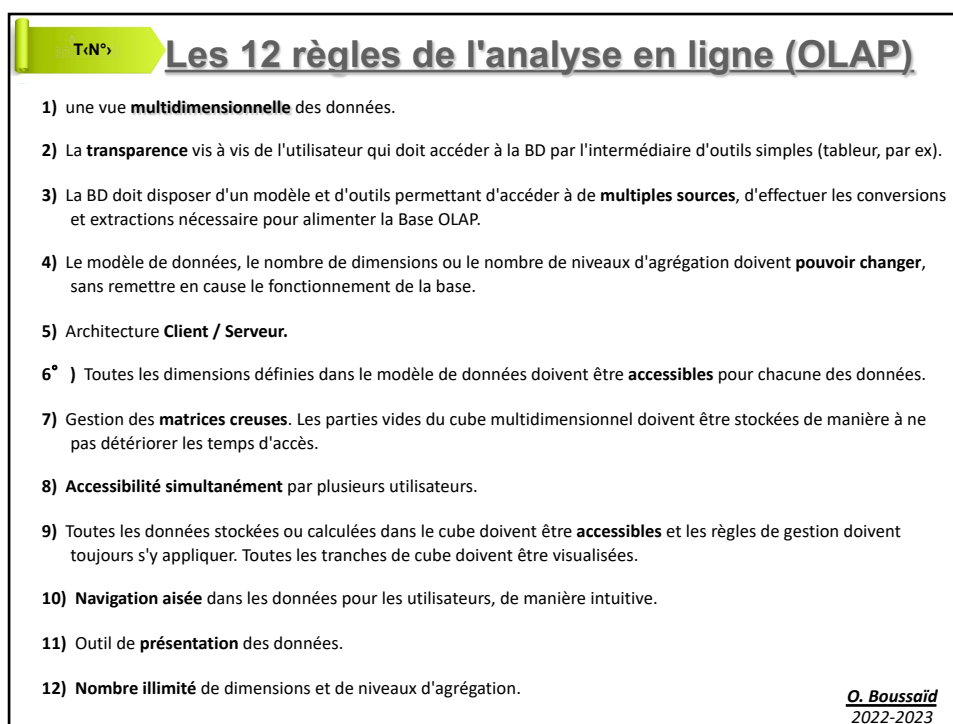 T‹N°›
Les 12 règles de l'analyse en ligne (OLAP)
1) une vue multidimensionnelle des données.
2) La transparence vis à vis de l'utilisateur qui doit accéder à la BD par l'intermédiaire d'outils simples (tableur, par ex).
3) La BD doit disposer d'un modèle et d'outils permettant d'accéder à de multiples sources, d'effectuer les conversions
et extractions nécessaire pour alimenter la Base OLAP.
4) Le modèle de données, le nombre de dimensions ou le nombre de niveaux d'agrégation doivent pouvoir changer,
sans remettre en cause le fonctionnement de la base.
5) Architecture Client / Serveur.
6° ) Toutes les dimensions définies dans le modèle de données doivent être accessibles pour chacune des données.
7) Gestion des matrices creuses. Les parties vides du cube multidimensionnel doivent être stockées de manière à ne
pas détériorer les temps d'accès.
8) Accessibilité simultanément par plusieurs utilisateurs.
9) Toutes les données stockées ou calculées dans le cube doivent être accessibles et les règles de gestion doivent
toujours s'y appliquer. Toutes les tranches de cube doivent être visualisées.
10) Navigation aisée dans les données pour les utilisateurs, de manière intuitive.
11) Outil de présentation des données.
12) Nombre illimité de dimensions et de niveaux d'agrégation.
O. Boussaïd
2022-2023